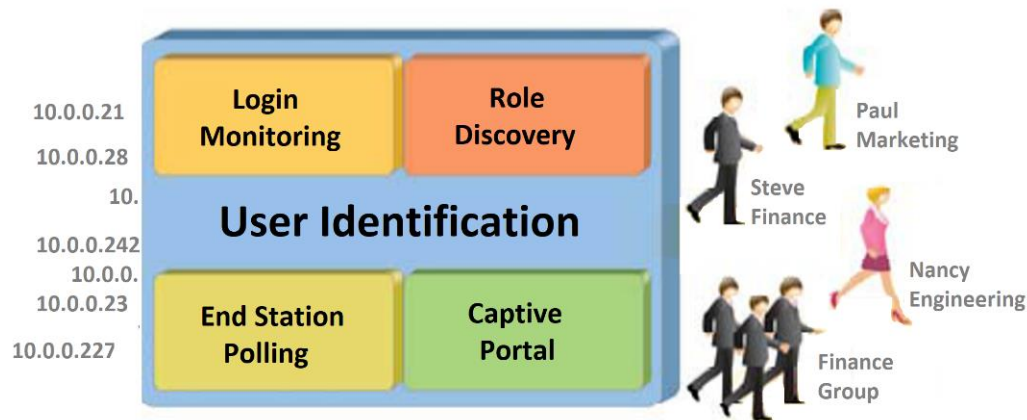 10.0.0.21
10.0.0.28
10.
10.0.0.242
10.0.0.
10.0.0.23
10.0.0.227
Login
Monitoring
Role
Discovery
User Identification
End Station
Polling
Captive
Portal
Paul
Marketing
Steve
Finance
Nancy
Engineering
Finance
Group